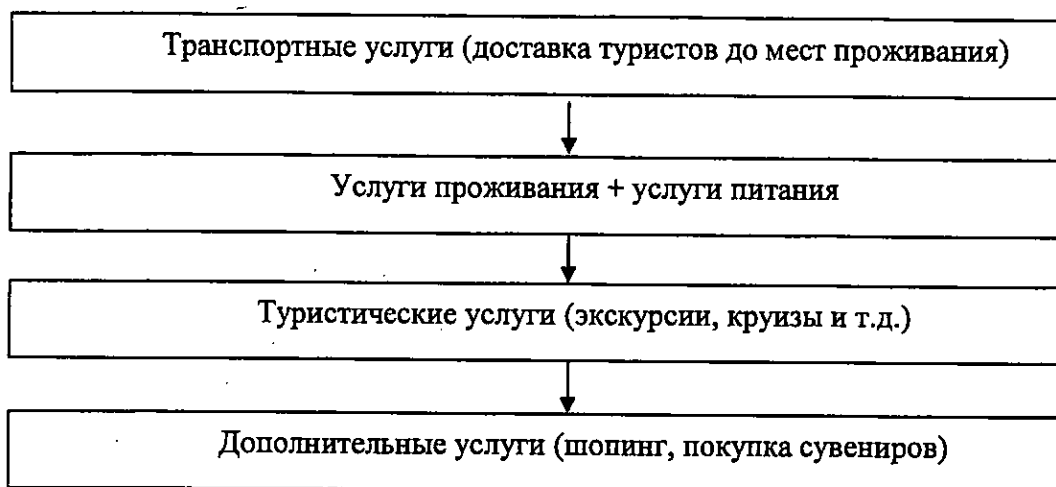 Транспортные услуги (доставка туристов до мест проживания)
Услуги проживания + услуги питания
Туристические услуги (экскурсии, круизы и т.д.)
Дополнительные услуги (шопинг, покупка сувениров)